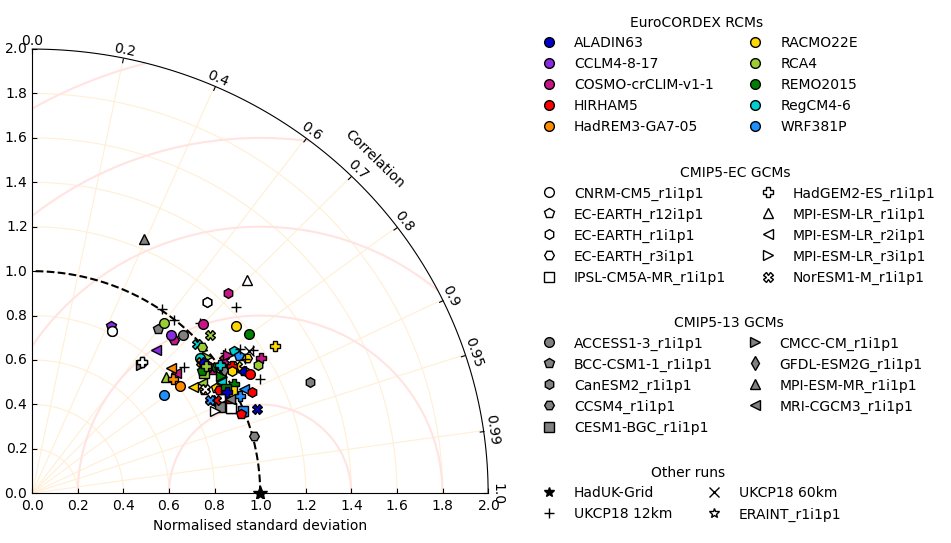 0.0
0.2
0.4
0.6
0.7
0.8
0.9
0.95
0.99
1.0
Correlation
2.0
1.8
1.6
1.4
1.2
1.0
0.8
0.6
0.4
0.2
0.0
0.0 0.2 0.4 0.6 0.8 1.0 1.2 1.4 1.6 1.8 2.0
Normalised standard deviation
EuroCORDEX RCMs
ALADIN63 RACMO22E
CCLM4-8-17 RCA4
COSMO-crCLIM-v1-1 REMO2015
HIRHAM5 RegCM4-6
HadREM3-GA7-05 WRF381P
CMIP5-EC GCMs
CNRM-CM5_r1i1p1 HadGEM2-ES_r1i1p1
EC-EARTH_r12i1p1 MPI-ESM-LR_r1i1p1
EC-EARTH_r1i1p1 MPI-ESM-LR_r2i1p1
EC-EARTH_r3i1p1 MPI-ESM-LR_r3i1p1
IPSL-CM5A-MR_r1i1p1 NorESM1-M_r1i1p1
CMIP5-13 GCMs
ACCESS1-3_r1i1p1 CMCC-CM_r1i1p1
BCC-CSM1-1_r1i1p1 GFDL-ESM2G_r1i1p1
CanESM2_r1i1p1 MPI-ESM-MR_r1i1p1
CCSM4_r1i1p1 MRI-CGCM3_r1i1p1
CESM1-BGC_r1i1p1
Other runs
HadUK-Grid UKCP18 60km
UKCP18 12km ERAINT_r1i1p1